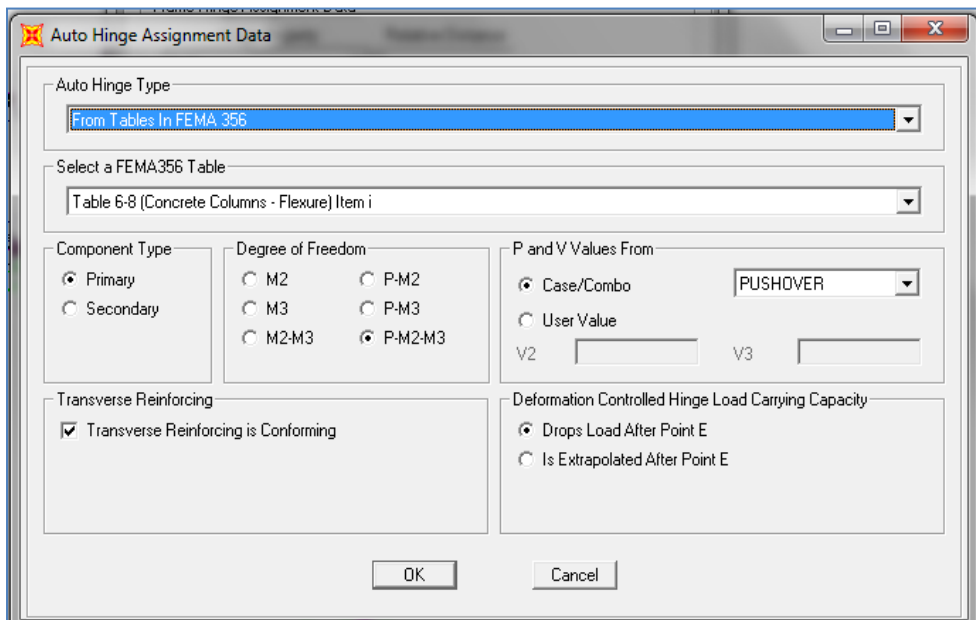 Auto Hinge Assignment Data
Auto Hinge Type
From Tables In FEMA 356
Select a FEMA356 Table
Table 6-8 (Concrete Columns - Flexure) Item i
Component Type
Primary
Secondary
Degree of Freedom
M2 P-M2
M3 P-M3
M2-M3 P-M2-M3
P and V Values From
Case/Combo PUSHOVER
User Value
V2 V3
Transverse Reinforcing
Transverse Reinforcing is Conforming
Deformation Controlled Hinge Load Carrying Capacity
Drops Load After Point E
Is Extrapolated After Point E
OK Cancel